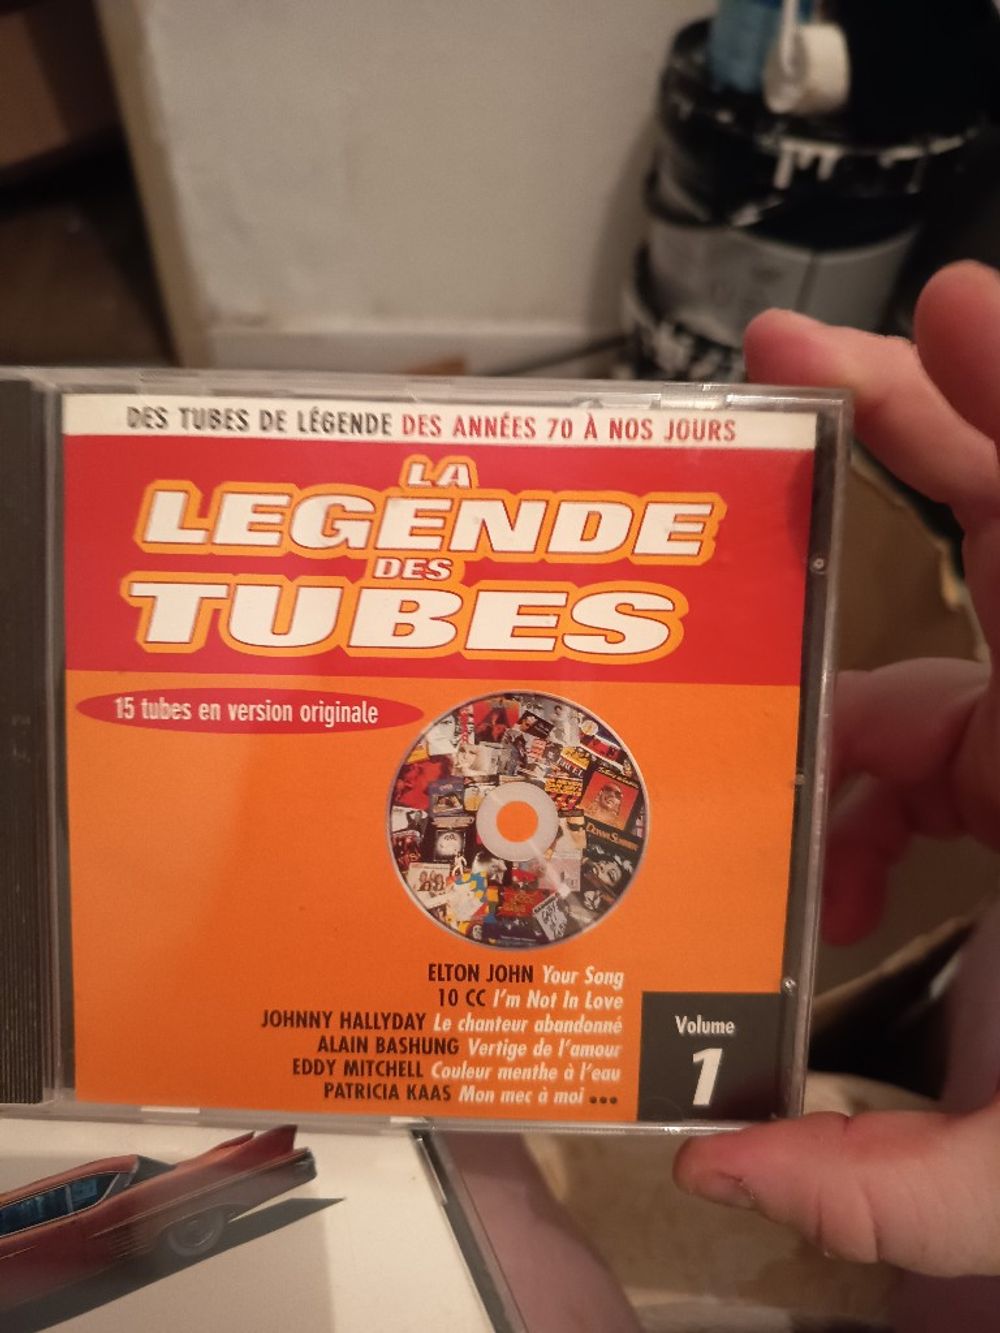 DES TUBES DE LÉGENDE DES ANNÉES 70 À NOS JOURS
LA
LEGENDE
DES
TUBES
15 tubes en version originale
DONNA SUMMER
ELTON JOHN Your Song
10 CC I'm Not In Love
JOHNNY HALLYDAY Le chanteur abandonné
ALAIN BASHUNG Vertige de l'amour
EDDY MITCHELL Couleur menthe à l'eau
PATRICIA KAAS Mon mec à moi •••
Volume
1